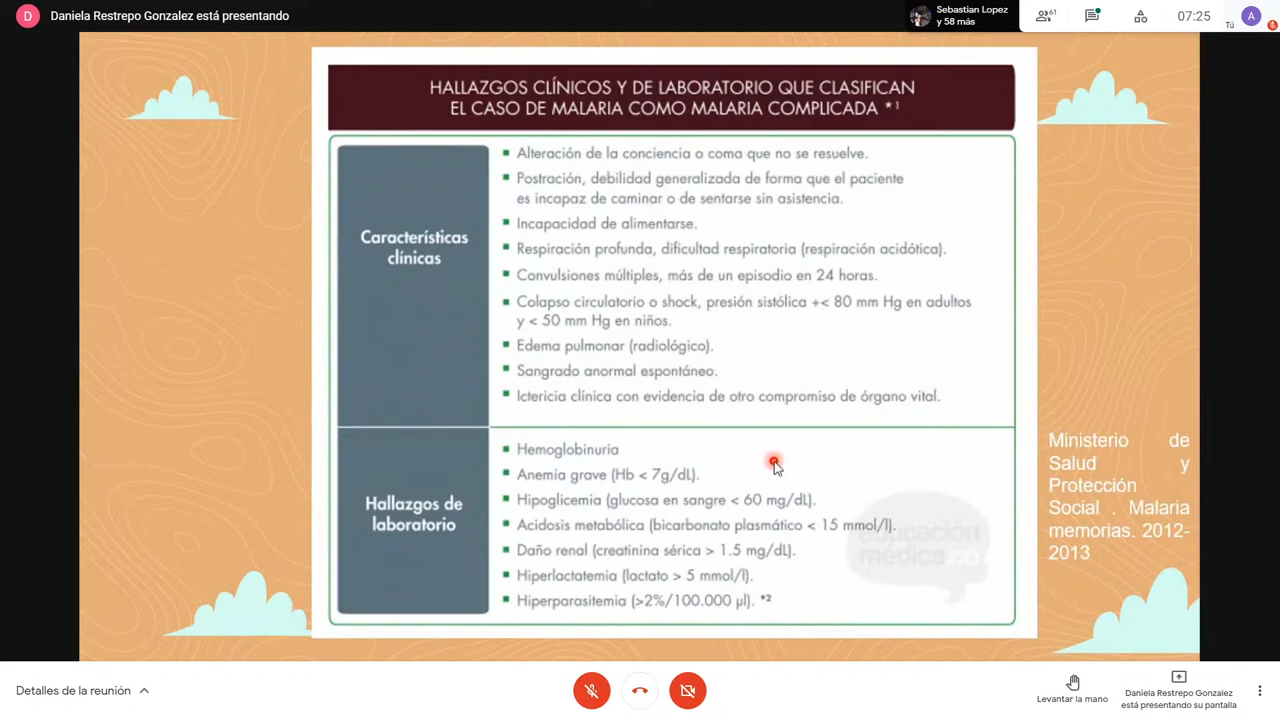 D Daniela Restrepo Gonzalez está presentando
Sebastian Lopez
y 58 más
61
07:25
Tú
A
HALLAZGOS CLÍNICOS Y DE LABORATORIO QUE CLASIFICAN
EL CASO DE MALARIA COMO MALARIA COMPLICADA *1
Características
clínicas
▪ Alteración de la conciencia o coma que no se resuelve.
▪ Postración, debilidad generalizada de forma que el paciente
es incapaz de caminar o de sentarse sin asistencia.
▪ Incapacidad de alimentarse.
▪ Respiración profunda, dificultad respiratoria (respiración acidótica).
▪ Convulsiones múltiples, más de un episodio en 24 horas.
▪ Colapso circulatorio o shock, presión sistólica +< 80 mm Hg en adultos
y < 50 mm Hg en niños.
▪ Edema pulmonar (radiológico).
▪ Sangrado anormal espontáneo.
▪ Ictericia clínica con evidencia de otro compromiso de órgano vital.
Hallazgos de
laboratorio
▪ Hemoglobinuria
▪ Anemia grave (Hb < 7g/dL).
▪ Hipoglicemia (glucosa en sangre < 60 mg/dL).
▪ Acidosis metabólica (bicarbonato plasmático < 15 mmol/l).
▪ Daño renal (creatinina sérica > 1.5 mg/dL).
▪ Hiperlactatemia (lactato > 5 mmol/l).
▪ Hiperparasitemia (>2%/100.000 µl). *2
educación
médica
Ministerio de
Salud y
Protección
Social . Malaria
memorias. 2012-
2013
Detalles de la reunión
Levantar la mano
Daniela Restrepo Gonzalez
está presentando su pantalla